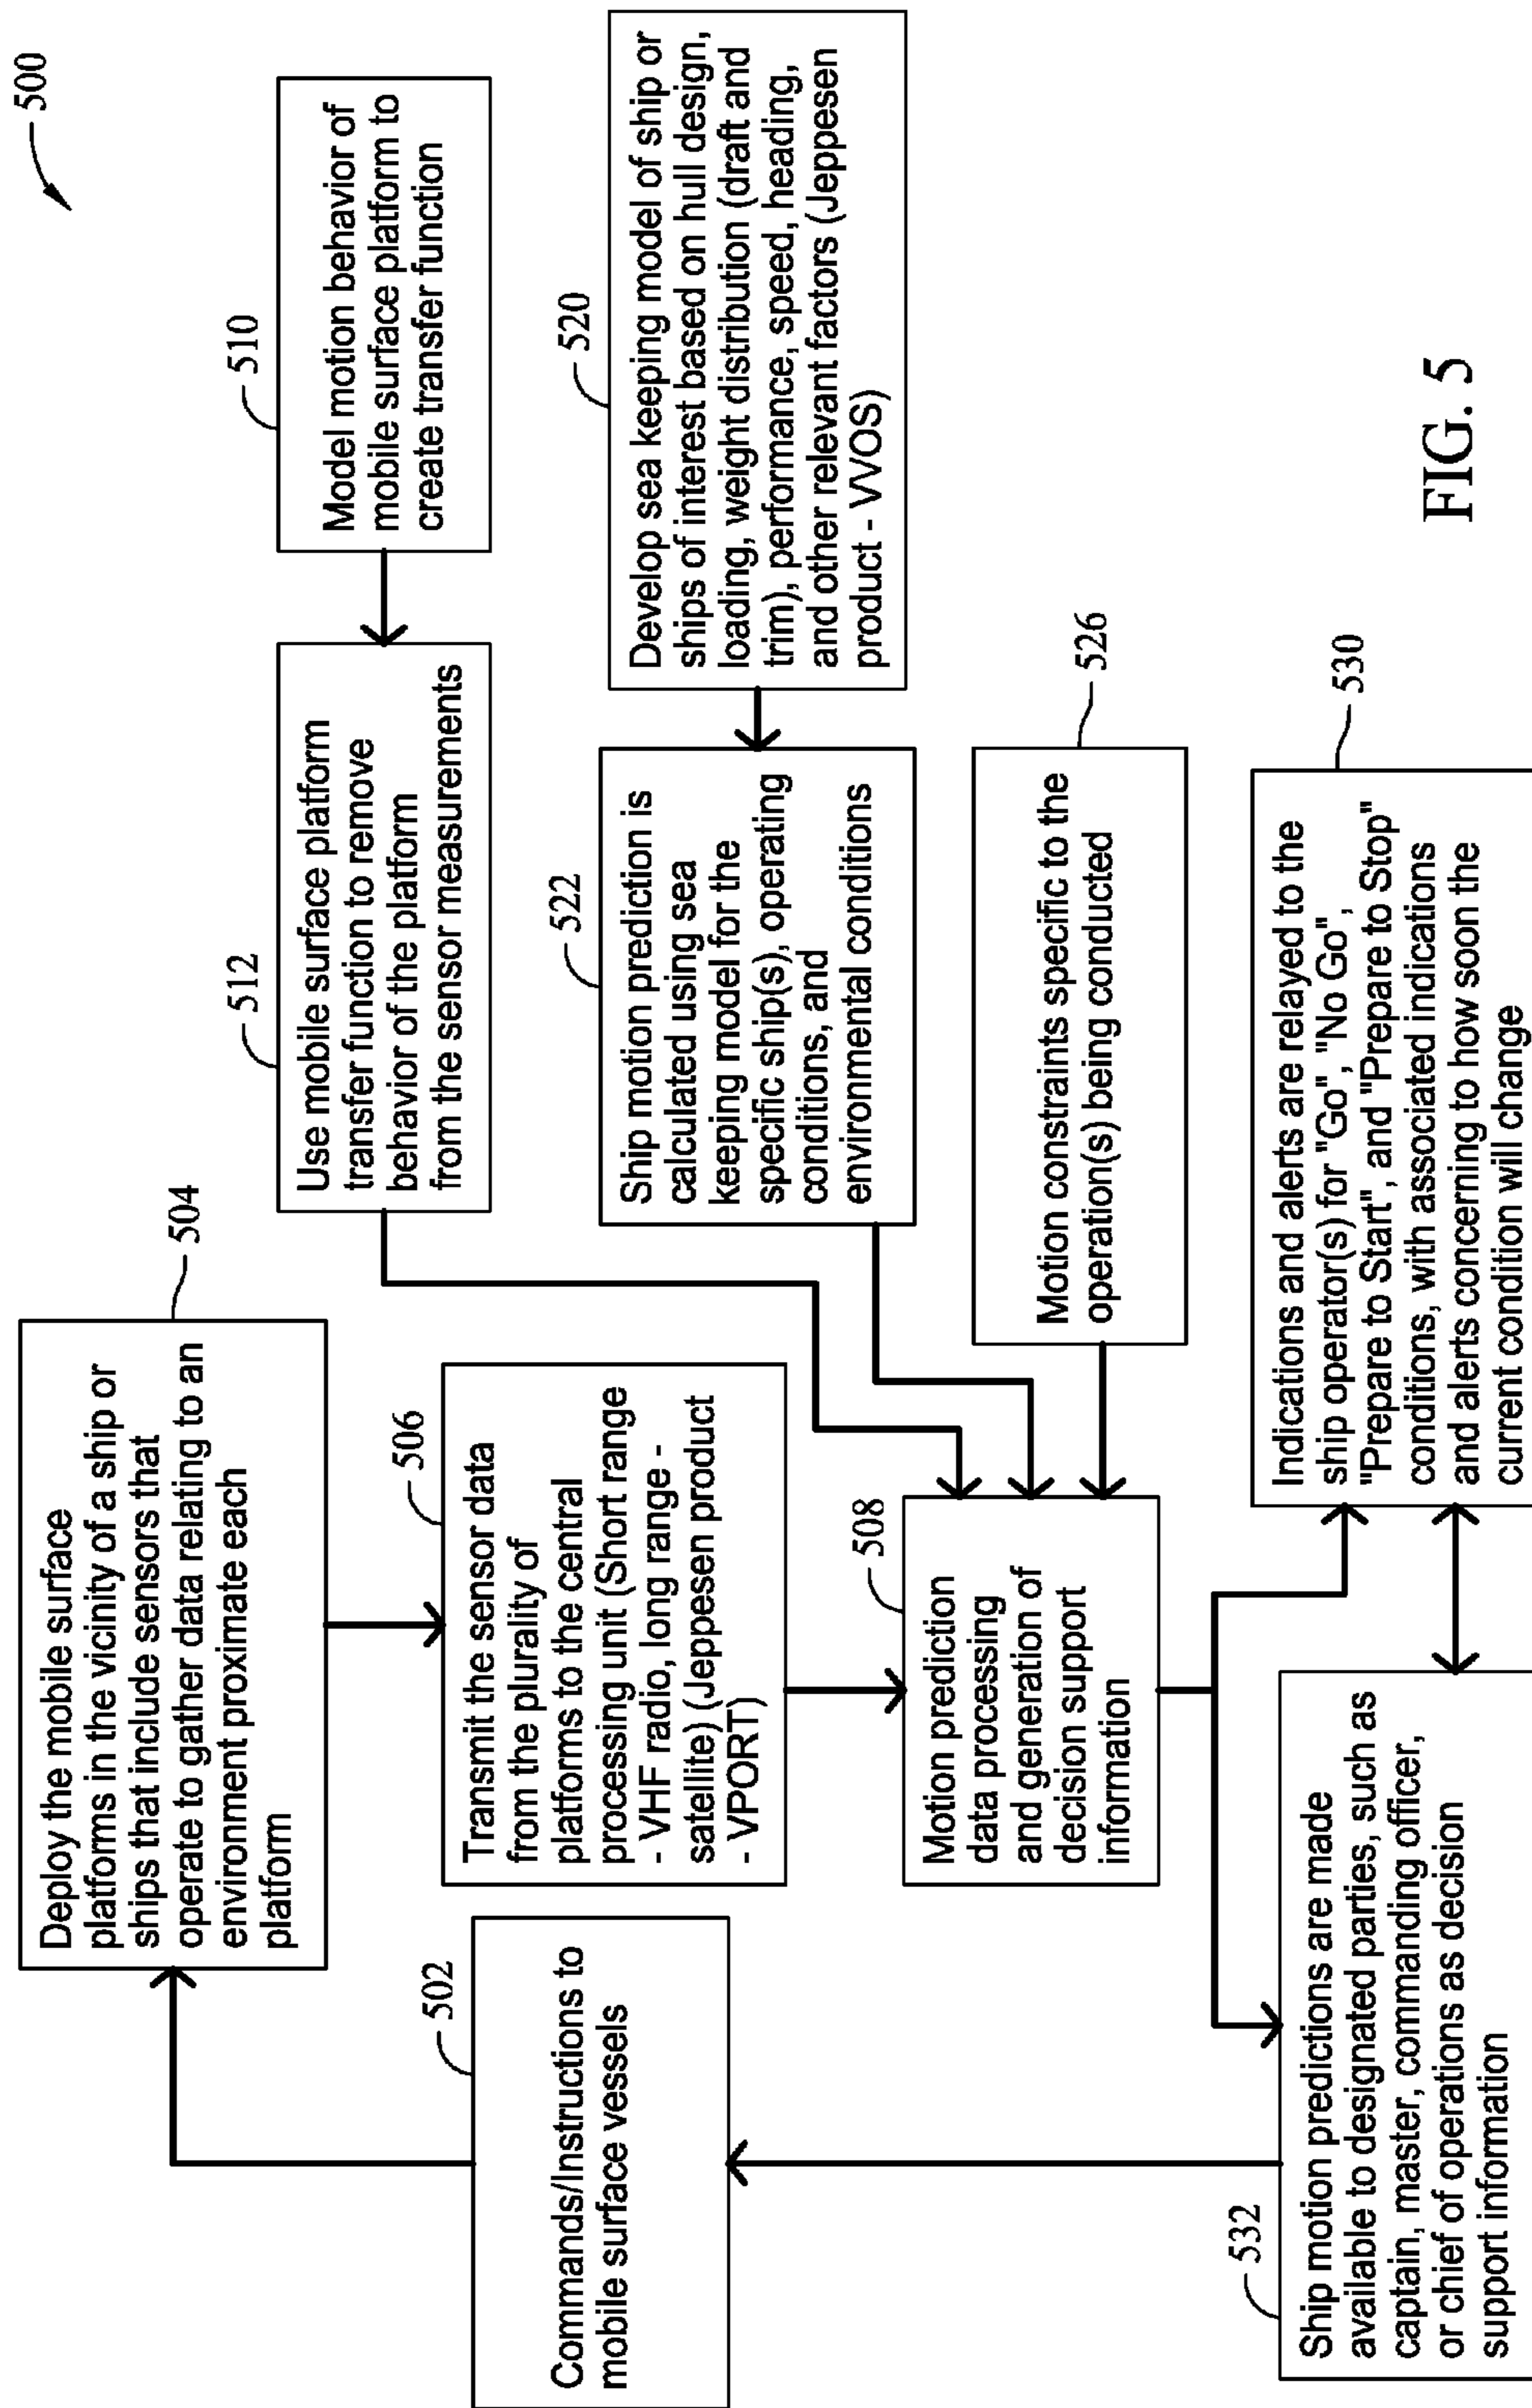 500
504
Deploy the mobile surface
platforms in the vicinity of a ship or
ships that include sensors that
operate to gather data relating to an
environment proximate each
platform
502
Commands/Instructions to
mobile surface vessels
506
Transmit the sensor data
from the plurality of
platforms to the central
processing unit (Short range
- VHF radio, long range -
satellite) (Jeppesen product
- VPORT)
512
Use mobile surface platform
transfer function to remove
behavior of the platform
from the sensor measurements
510
Model motion behavior of
mobile surface platform to
create transfer function
522
Ship motion prediction is
calculated using sea
keeping model for the
specific ship(s), operating
conditions, and
environmental conditions
520
Develop sea keeping model of ship or
ships of interest based on hull design,
loading, weight distribution (draft and
trim), performance, speed, heading,
and other relevant factors (Jeppesen
product - VVOS)
508
Motion prediction
data processing
and generation of
decision support
information
526
Motion constraints specific to the
operation(s) being conducted
532
Ship motion predictions are made
available to designated parties, such as
captain, master, commanding officer,
or chief of operations as decision
support information
530
Indications and alerts are relayed to the
ship operator(s) for "Go", "No Go",
"Prepare to Start", and "Prepare to Stop"
conditions, with associated indications
and alerts concerning to how soon the
current condition will change
FIG. 5